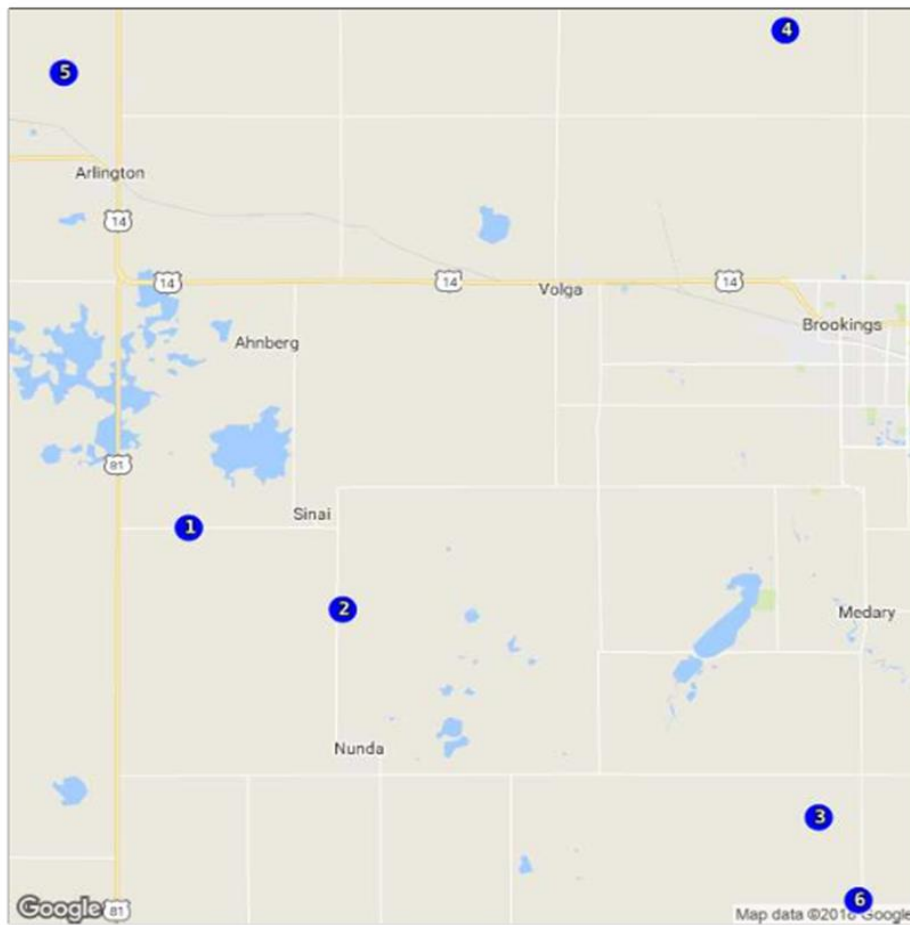 4
5
Arlington
14
14
14
14
Volga
Brookings
Ahnberg
81
Sinai
1
2
Medary
Nunda
3
6
Google
81
Map data ©2018 Google